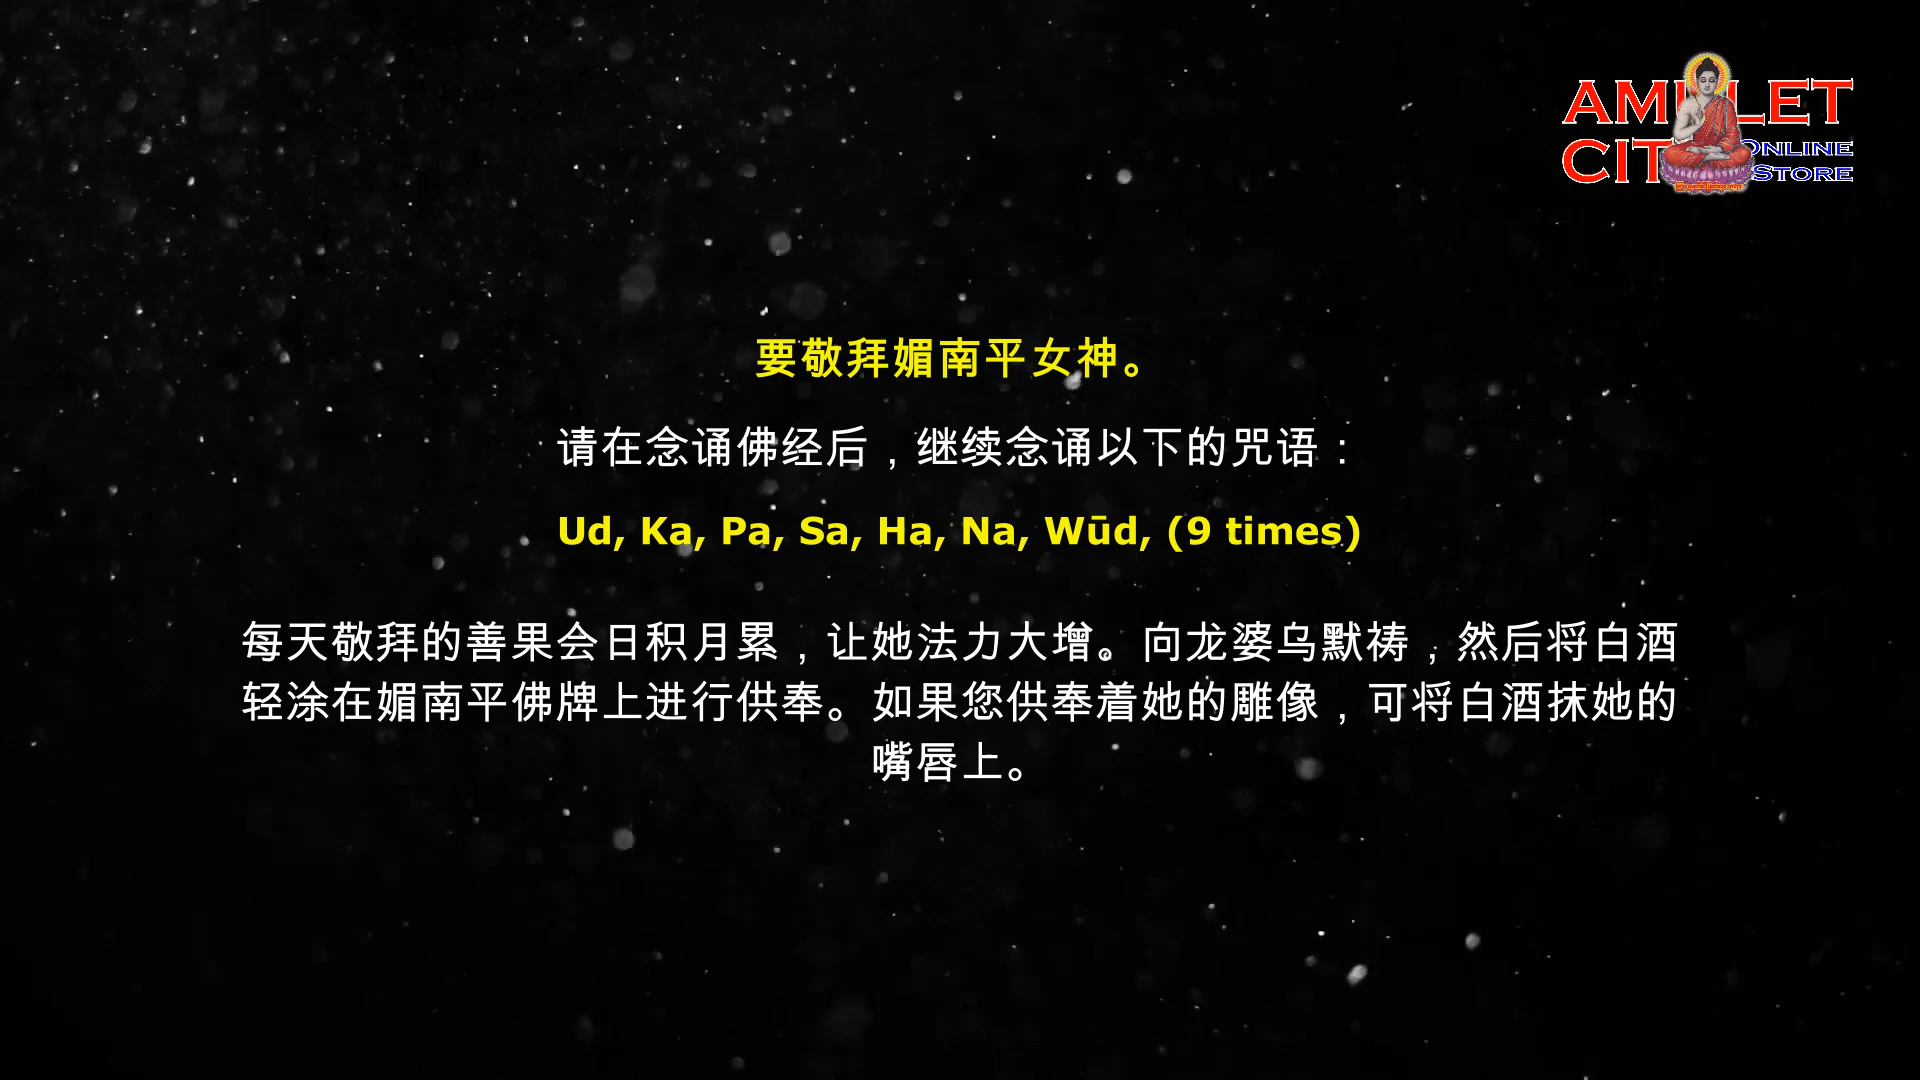 AMULET
CITY ONLINE
STORE
要敬拜媚南平女神。
请在念诵佛经后，继续念诵以下的咒语：
Ud, Ka, Pa, Sa, Ha, Na, Wūd, (9 times)
每天敬拜的善果会日积月累，让她法力大增。向龙婆乌默祷，然后将白酒
轻涂在媚南平佛牌上进行供奉。如果您供奉着她的雕像，可将白酒抹她的
嘴唇上。